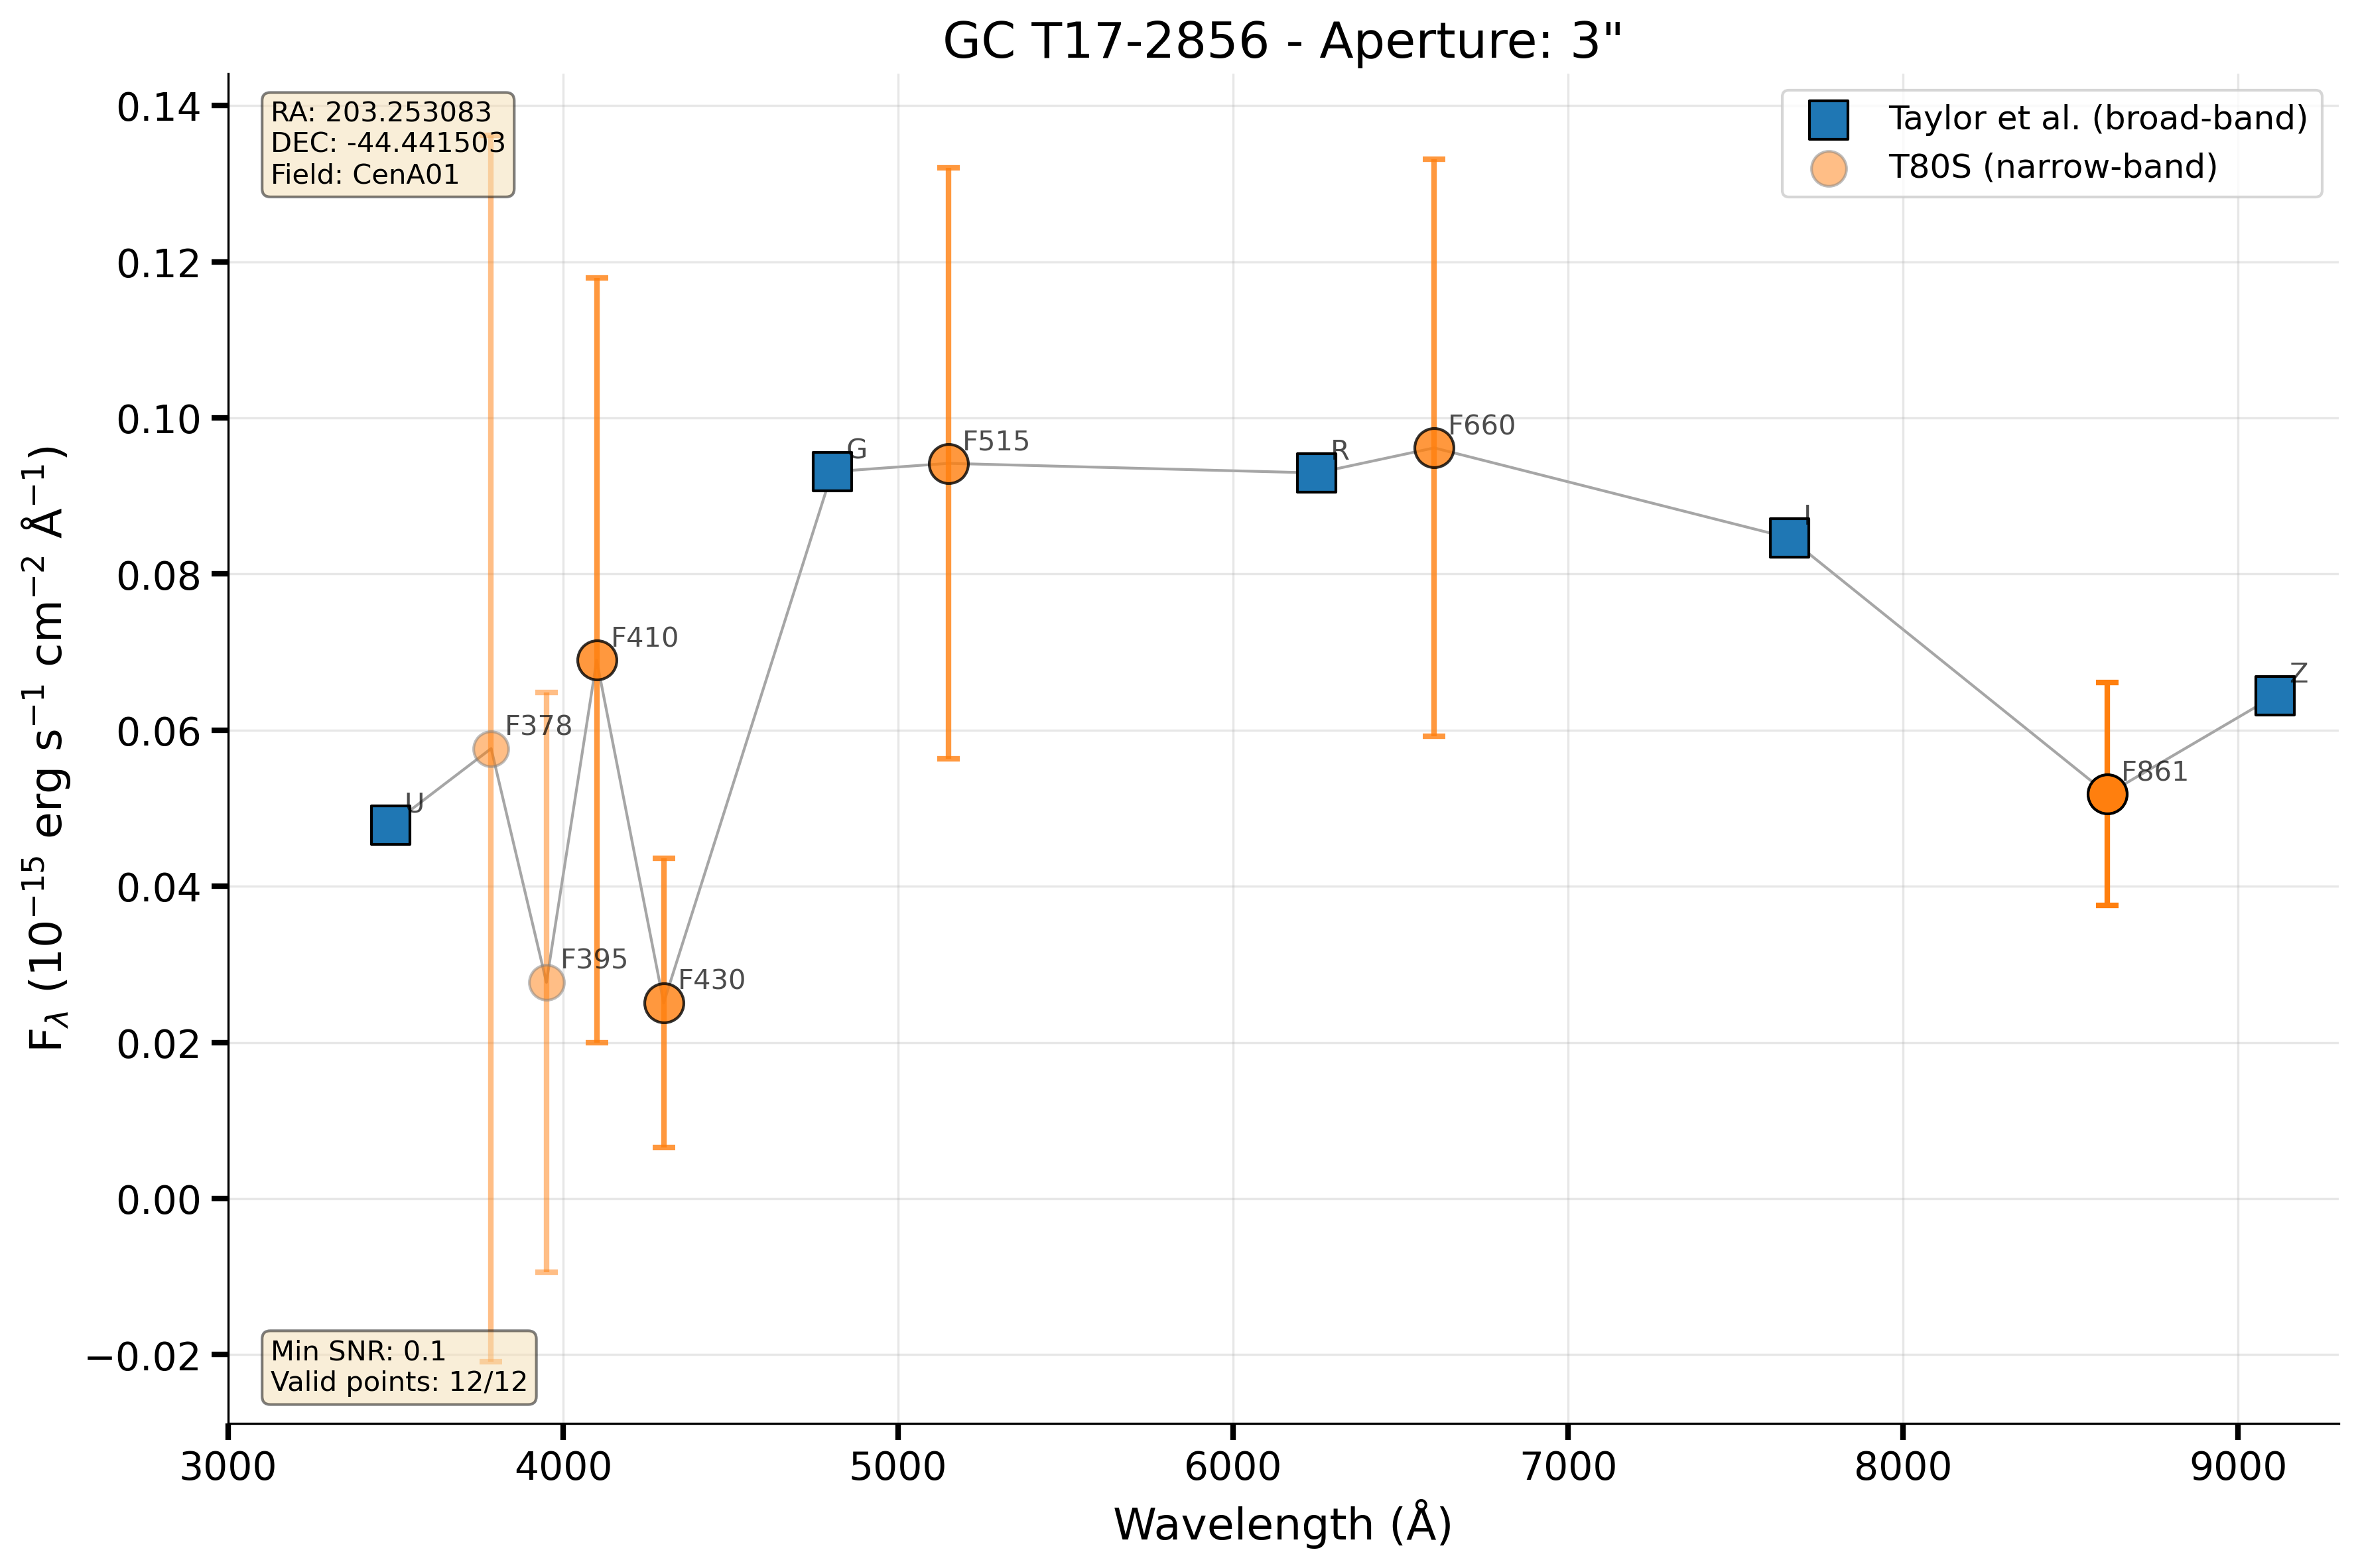 GC T17-2856 - Aperture: 3"
RA: 203.253083
DEC: -44.441503
Field: CenA01
Taylor et al. (broad-band)
T80S (narrow-band)
0.14
0.12
0.10
0.08
0.06
0.04
0.02
0.00
−0.02
F$_λ$ (10$^{−15}$ erg s$^{−1}$ cm$^{−2}$ Å$^{−1}$)
U
F378
F395
F410
F430
G
F515
R
F660
I
F861
Z
Min SNR: 0.1
Valid points: 12/12
3000 4000 5000 6000 7000 8000 9000
Wavelength (Å)